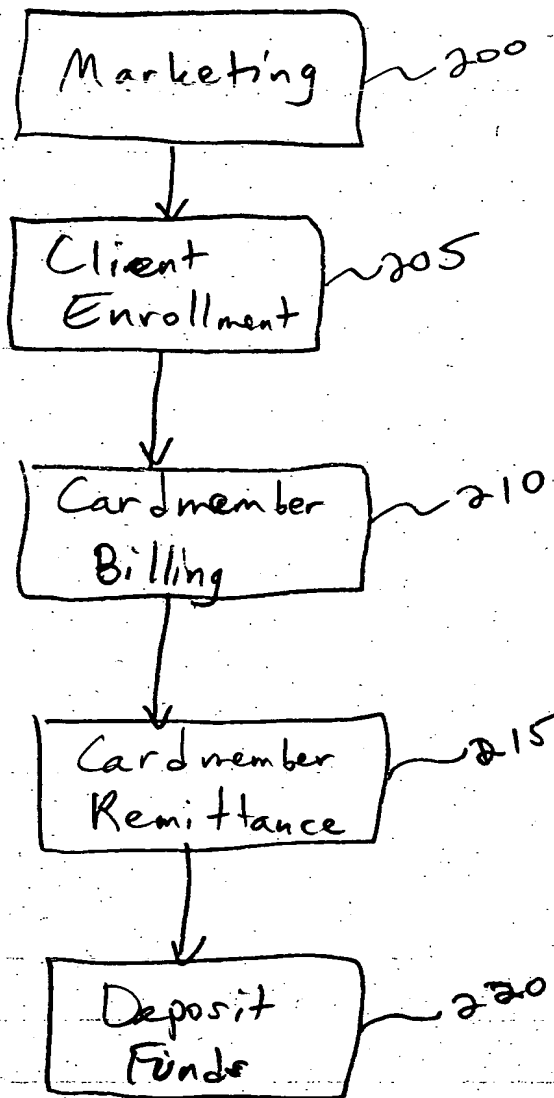 Marketing 200
Client 205
Enrollment
Cardmember 210
Billing
Cardmember 215
Remittance
Deposit 220
Funds